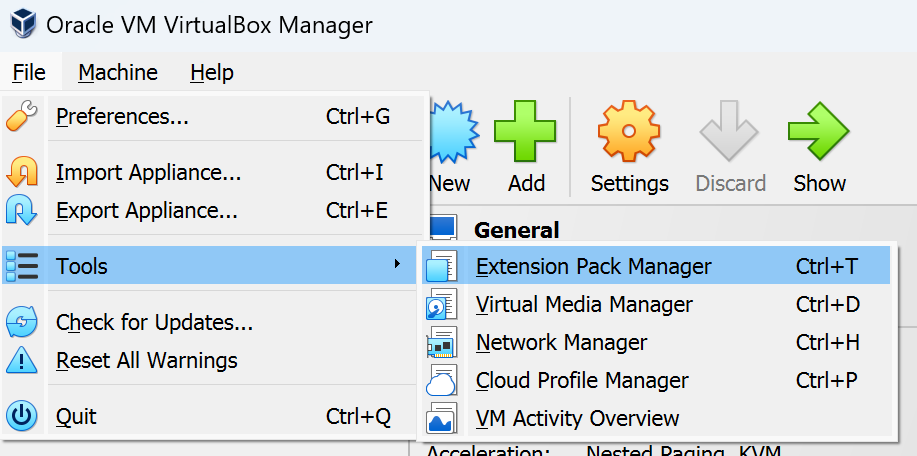 Oracle VM VirtualBox Manager
File Machine Help
Preferences... Ctrl+G
Import Appliance... Ctrl+I
Export Appliance... Ctrl+E
Tools
Check for Updates...
Reset All Warnings
Quit Ctrl+Q
New Add Settings Discard Show
General
Extension Pack Manager Ctrl+T
Virtual Media Manager Ctrl+D
Network Manager Ctrl+H
Cloud Profile Manager Ctrl+P
VM Activity Overview
Acceleration: Nested Paging, KVM